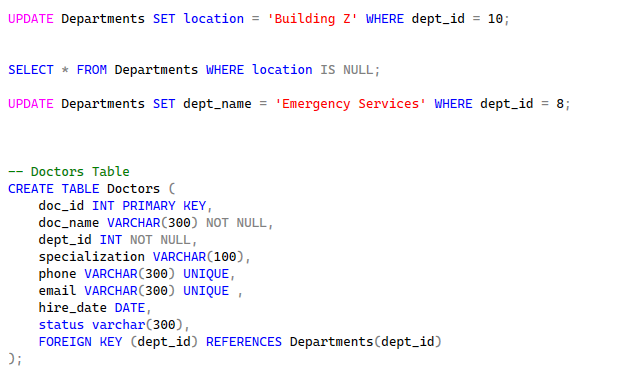 UPDATE Departments SET location = 'Building Z' WHERE dept_id = 10;
SELECT * FROM Departments WHERE location IS NULL;
UPDATE Departments SET dept_name = 'Emergency Services' WHERE dept_id = 8;
-- Doctors Table
CREATE TABLE Doctors (
    doc_id INT PRIMARY KEY,
    doc_name VARCHAR(300) NOT NULL,
    dept_id INT NOT NULL,
    specialization VARCHAR(100),
    phone VARCHAR(300) UNIQUE,
    email VARCHAR(300) UNIQUE ,
    hire_date DATE,
    status varchar(300),
    FOREIGN KEY (dept_id) REFERENCES Departments(dept_id)
);